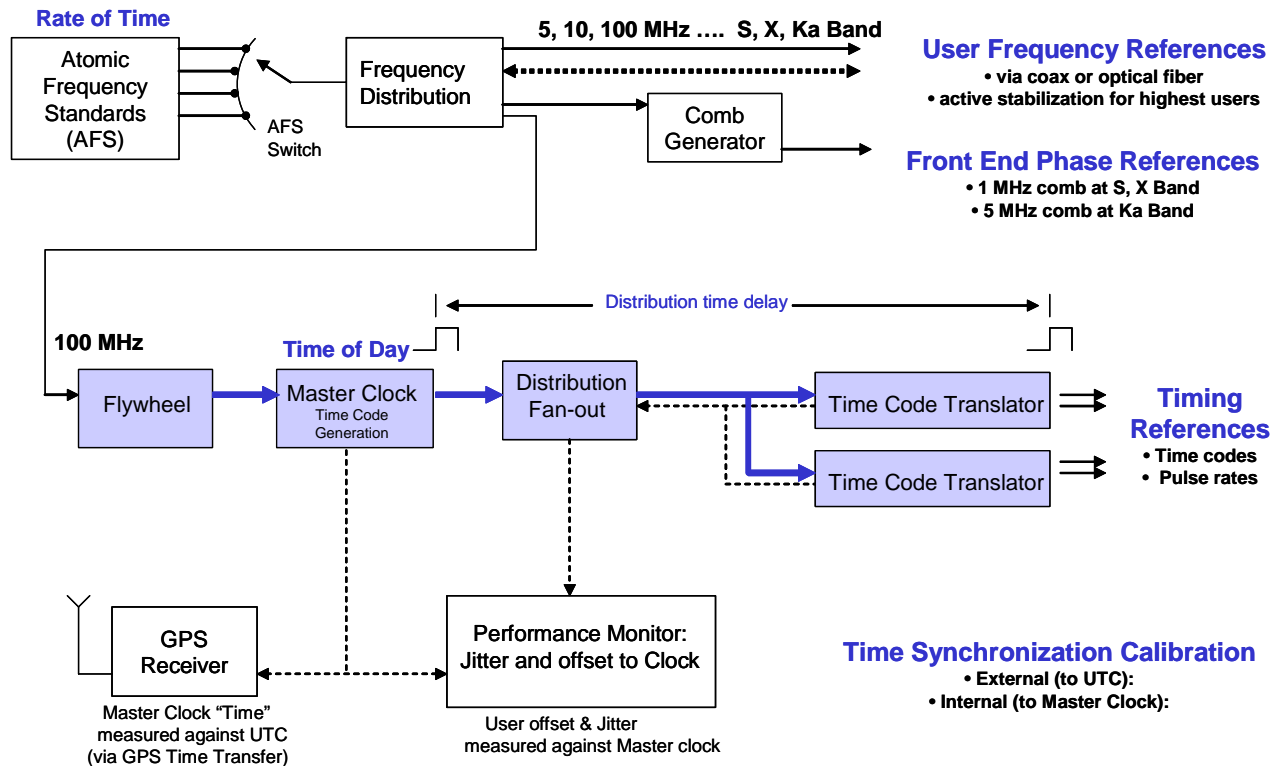 Rate of Time
Atomic
Frequency
Standards
(AFS)
AFS
Switch
Frequency
Distribution
5, 10, 100 MHz .... S, X, Ka Band
Comb
Generator
User Frequency References
• via coax or optical fiber
• active stabilization for highest users
Front End Phase References
• 1 MHz comb at S, X Band
• 5 MHz comb at Ka Band
Distribution time delay
100 MHz
Time of Day
Flywheel
Master Clock
Time Code
Generation
Distribution
Fan-out
Time Code Translator
Time Code Translator
Timing
References
• Time codes
• Pulse rates
GPS
Receiver
Master Clock “Time”
measured against UTC
(via GPS Time Transfer)
Performance Monitor:
Jitter and offset to Clock
User offset & Jitter
measured against Master clock
Time Synchronization Calibration
• External (to UTC):
• Internal (to Master Clock):